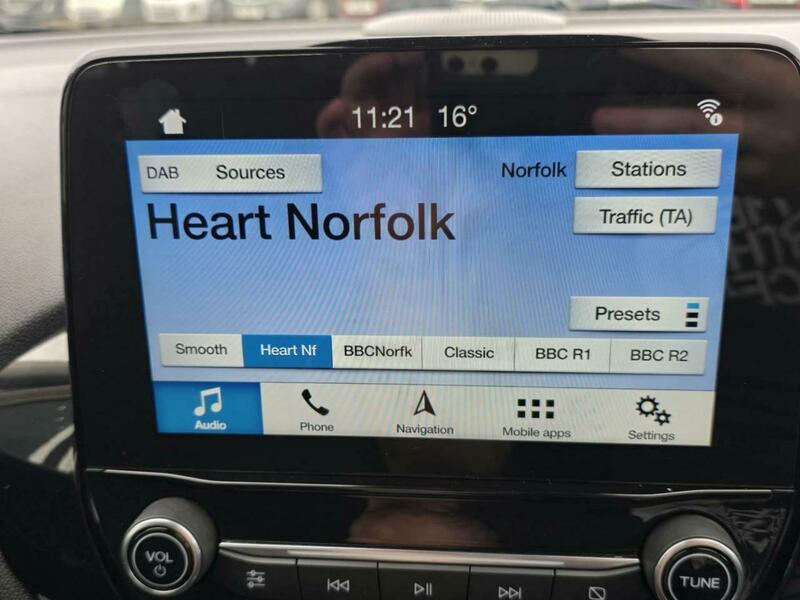 11:21 16°
DAB Sources Norfolk Stations
Heart Norfolk
Traffic (TA)
Presets
Smooth Heart Nf BBCNorfk Classic BBC R1 BBC R2
Audio Phone Navigation Mobile apps Settings
VOL TUNE